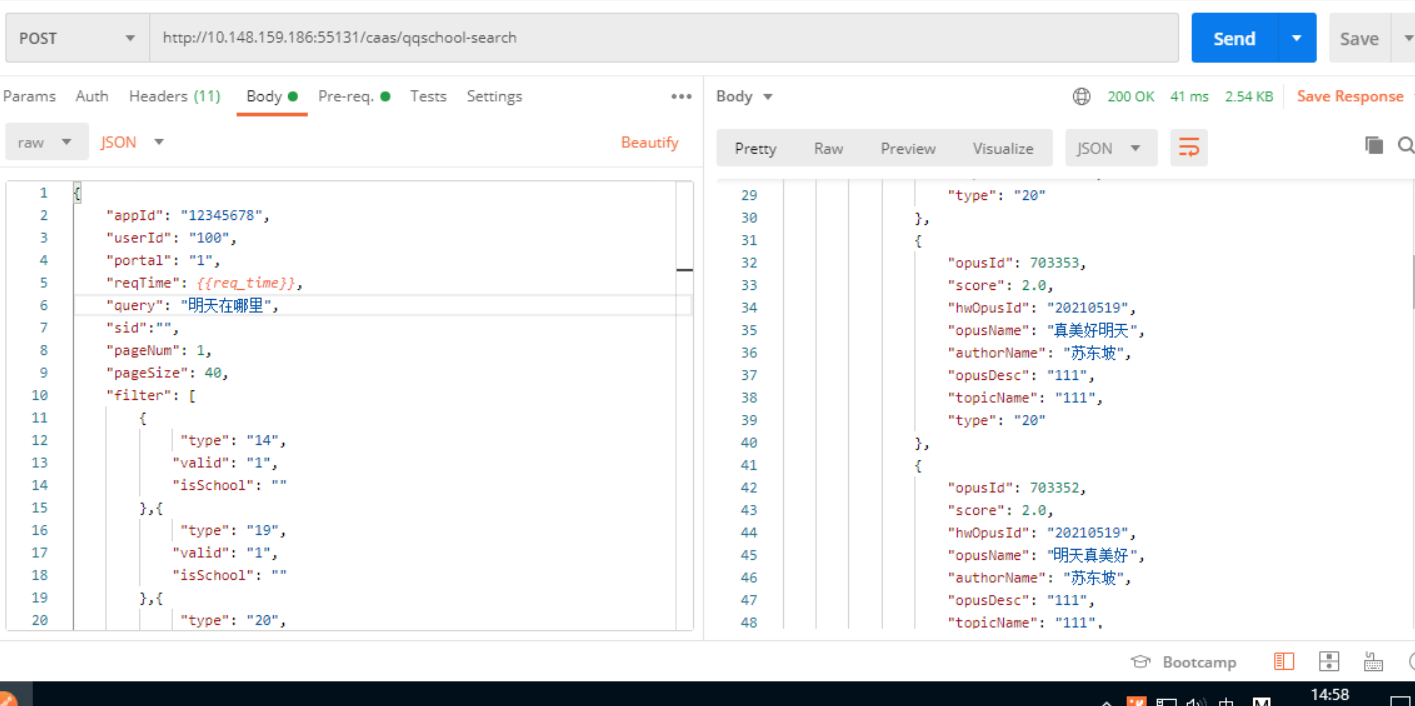 POST http://10.148.159.186:55131/caas/qqschool-search Send Save
Params Auth Headers (11) Body Pre-req. Tests Settings
raw JSON Beautify
1 {
2 "appId": "12345678",
3 "userId": "100",
4 "portal": "1",
5 "reqTime": {{req_time}},
6 "query": "明天在哪里",
7 "sid":"",
8 "pageNum": 1,
9 "pageSize": 40,
10 "filter": [
11 {
12 "type": "14",
13 "valid": "1",
14 "isSchool": ""
15 },{
16 "type": "19",
17 "valid": "1",
18 "isSchool": ""
19 },{
20 "type": "20",
Body 200 OK 41 ms 2.54 KB Save Response
Pretty Raw Preview Visualize JSON
29 "type": "20"
30 },
31 {
32 "opusId": 703353,
33 "score": 2.0,
34 "hwOpusId": "20210519",
35 "opusName": "真美好明天",
36 "authorName": "苏东坡",
37 "opusDesc": "111",
38 "topicName": "111",
39 "type": "20"
40 },
41 {
42 "opusId": 703352,
43 "score": 2.0,
44 "hwOpusId": "20210519",
45 "opusName": "明天真美好",
46 "authorName": "苏东坡",
47 "opusDesc": "111",
48 "topicName": "111",
Bootcamp
中 M 14:58